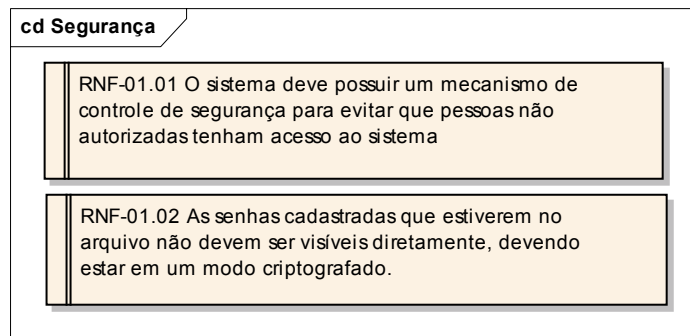 cd Segurança
RNF-01.01 O sistema deve possuir um mecanismo de
controle de segurança para evitar que pessoas não
autorizadas tenham acesso ao sistema
RNF-01.02 As senhas cadastradas que estiverem no
arquivo não devem ser visíveis diretamente, devendo
estar em um modo criptografado.